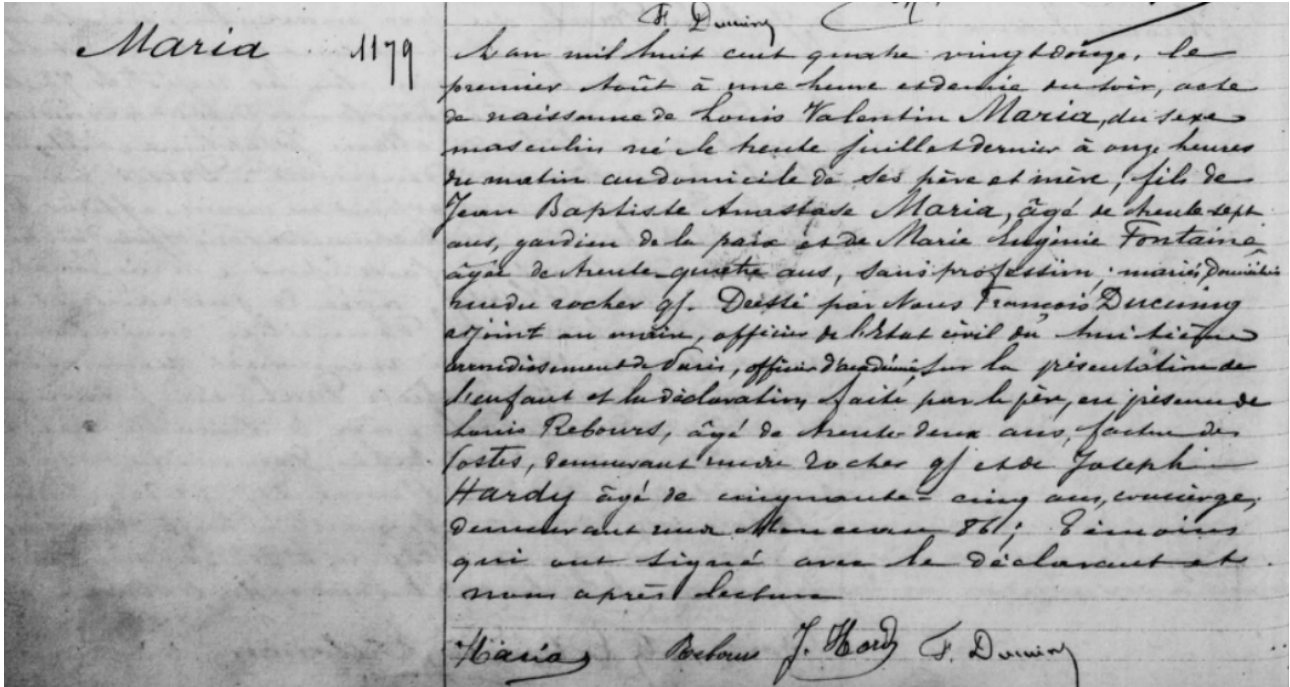 F. Ducuing
Maria 1179
L'an mil huit cent quatre vingt douze, le
premier Août à une heure et demie du soir, acte
de naissance de Louis Valentin Maria, du sexe
masculin né le trente juillet dernier à onze heures
du matin au domicile de ses père et mère, fils de
Jean Baptiste Anastase Maria, âgé de trente sept
ans, gardien de la paix et de Marie Eugénie Fontaine
âgée de trente quatre ans, sans profession, mariés, domiciliés
rue du rocher 91. Dressé par Nous François Ducuing
adjoint au maire, officier de l'Etat civil du huitième
arrondissement de Paris, officier d'académie, sur la présentation de
l'enfant et la déclaration faite par le père, en présence de
Louis Rebours, âgé de trente deux ans, facteur des
postes, demeurant rue du rocher 91 et de Joseph
Hardy âgé de cinquante-cinq ans, concierge,
demeurant rue 86; témoins
qui ont signé avec le déclarant et
nous après lecture
Maria Rebours J. Hardy F. Ducuing